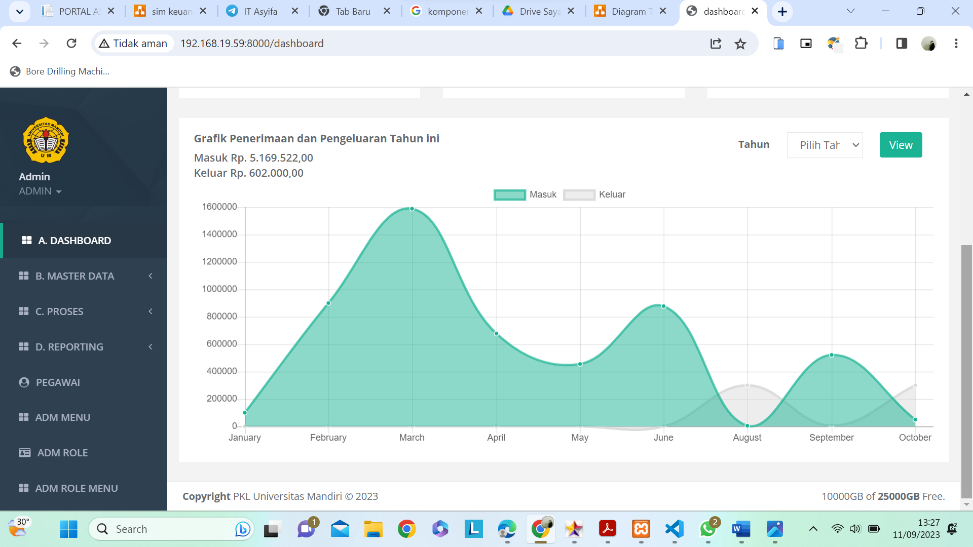 PORTAL A
sim keuan
IT Asyifa
Tab Baru
kompone
Drive Saya
Diagram T
dashboard
Tidak aman
192.168.19.59:8000/dashboard
Bore Drilling Machi...
Admin
ADMIN
A. DASHBOARD
B. MASTER DATA
C. PROSES
D. REPORTING
PEGAWAI
ADM MENU
ADM ROLE
ADM ROLE MENU
Grafik Penerimaan dan Pengeluaran Tahun ini
Masuk Rp. 5.169.522,00
Keluar Rp. 602.000,00
Tahun
Pilih Tah
View
Masuk
Keluar
1600000
1400000
1200000
1000000
800000
600000
400000
200000
0
January
February
March
April
May
June
August
September
October
Copyright PKL Universitas Mandiri © 2023
10000GB of 25000GB Free.
30°
Search
1
2
13:27
11/09/2023